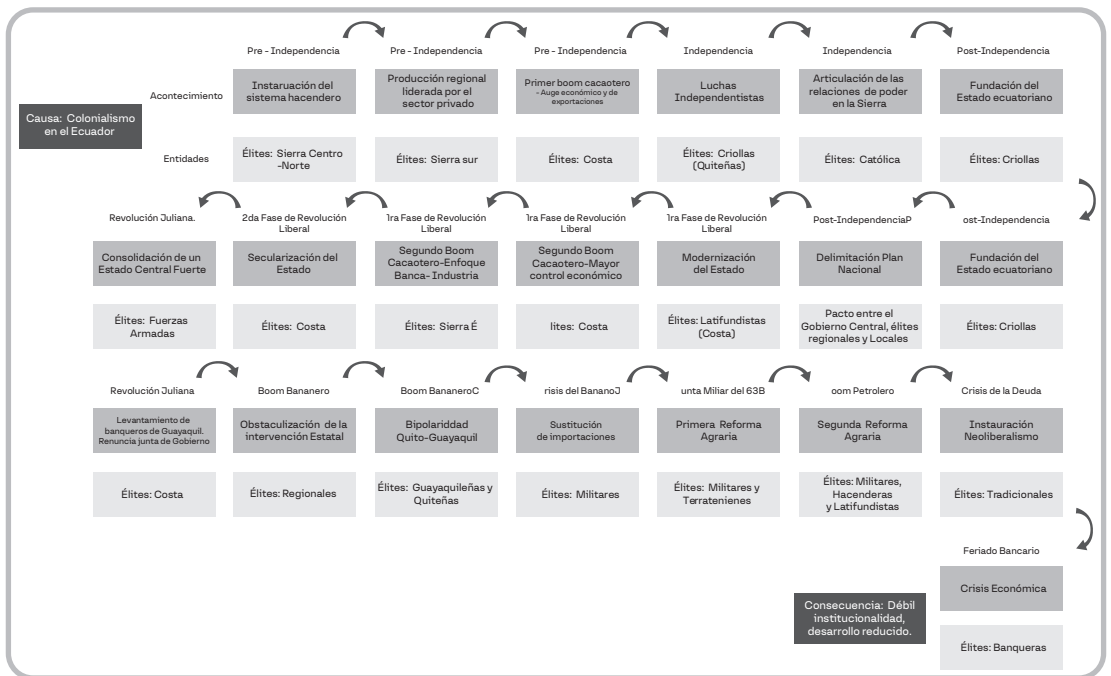 Pre - Independencia
Pre - Independencia
Pre - Independencia
Independencia
Independencia
Post-Independencia
Causa: Colonialismo
en el Ecuador
Acontecimiento
Instaruación del
sistema hacendero
Producción regional
liderada por el
sector privado
Primer boom cacaotero
- Auge económico y de
exportaciones
Luchas
Independentistas
Articulación de las
relaciones de poder
en la Sierra
Fundación del
Estado ecuatoriano
Entidades
Élites: Sierra Centro
-Norte
Élites: Sierra sur
Élites: Costa
Élites: Criollas
(Quiteñas)
Élites: Católica
Élites: Criollas
Revolución Juliana.
2da Fase de Revolución
Liberal
1ra Fase de Revolución
Liberal
1ra Fase de Revolución
Liberal
1ra Fase de Revolución
Liberal
Post-IndependenciaP
ost-Independencia
Consolidación de un
Estado Central Fuerte
Secularización del
Estado
Segundo Boom
Cacaotero-Enfoque
Banca- Industria
Segundo Boom
Cacaotero-Mayor
control económico
Modernización
del Estado
Delimitación Plan
Nacional
Fundación del
Estado ecuatoriano
Élites: Fuerzas
Armadas
Élites: Costa
Élites: Sierra É
lites: Costa
Élites: Latifundistas
(Costa)
Pacto entre el
Gobierno Central, élites
regionales y Locales
Élites: Criollas
Revolución Juliana
Boom Bananero
Boom BananeroC
risis del BananoJ
unta Miliar del 63B
oom Petrolero
Crisis de la Deuda
Levantamiento de
banqueros de Guayaquil.
Renuncia junta de Gobierno
Obstaculización de la
intervención Estatal
Bipolariddad
Quito-Guayaquil
Sustitución
de importaciones
Primera Reforma
Agraria
Segunda Reforma
Agraria
Instauración
Neoliberalismo
Élites: Costa
Élites: Regionales
Élites: Guayaquileñas y
Quiteñas
Élites: Militares
Élites: Militares y
Terratenienes
Élites: Militares,
Hacenderas
y Latifundistas
Élites: Tradicionales
Feriado Bancario
Crisis Económica
Consecuencia: Débil
institucionalidad,
desarrollo reducido.
Élites: Banqueras